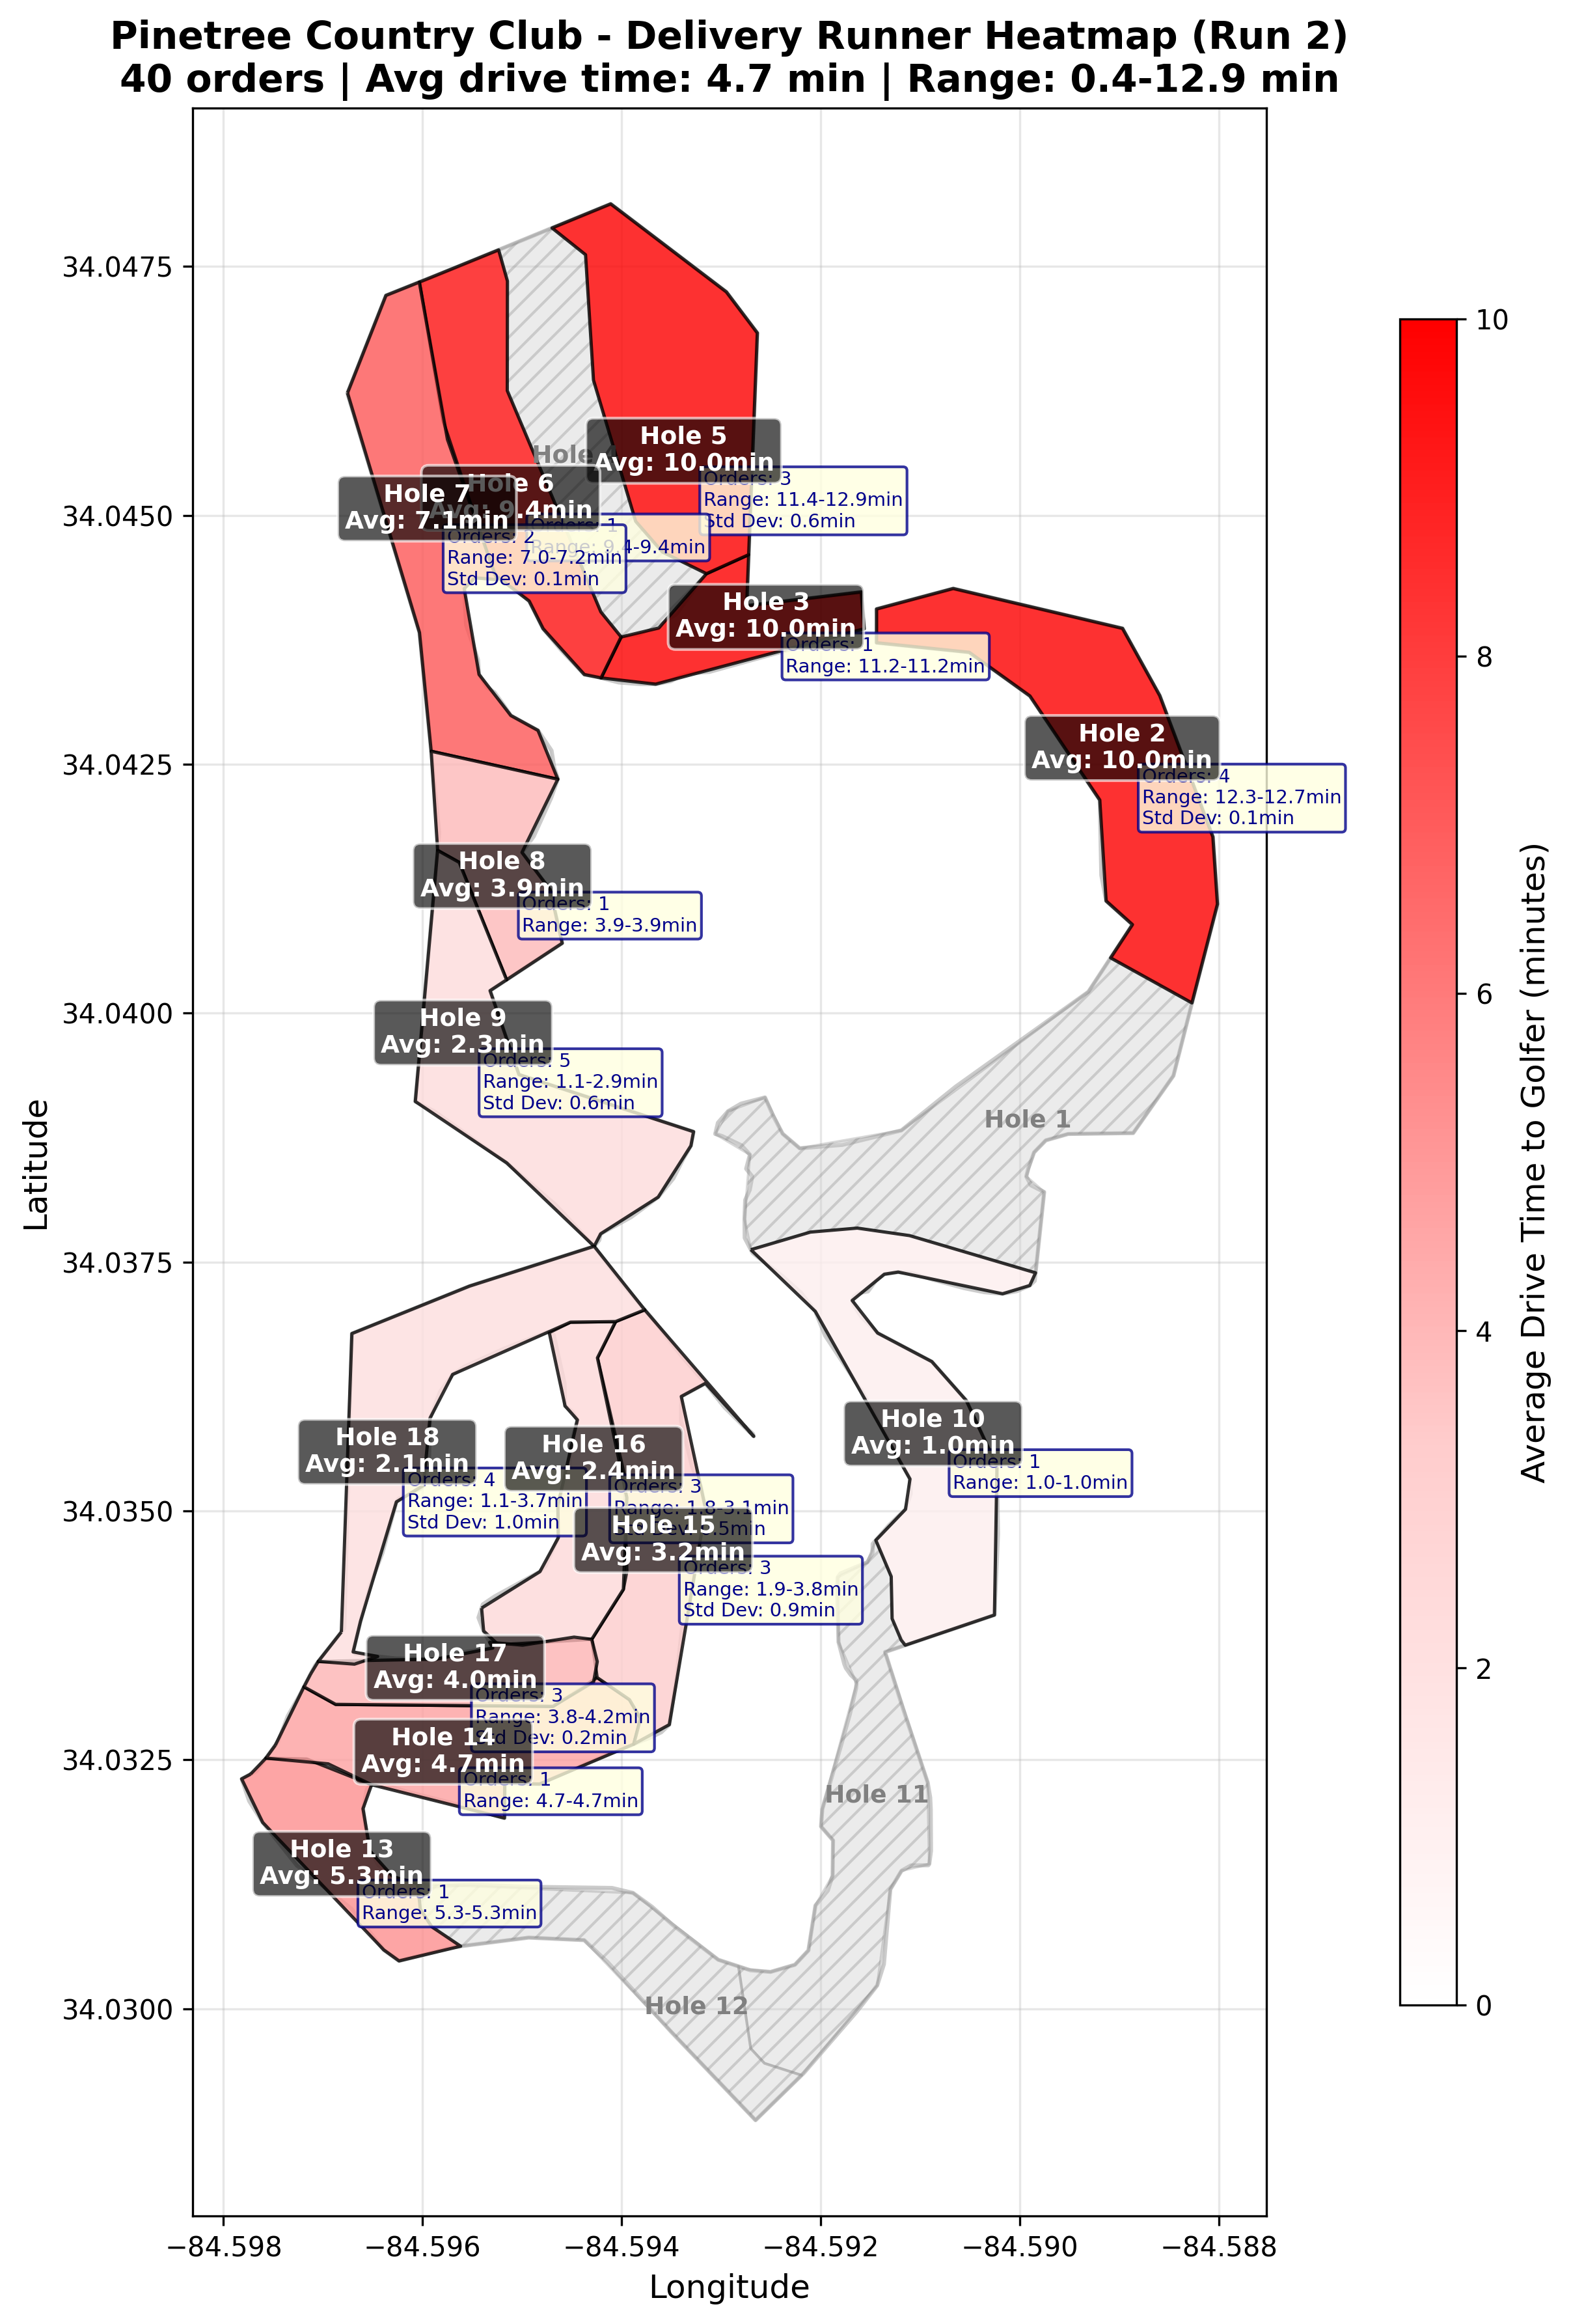 Pinetree Country Club - Delivery Runner Heatmap (Run 2)
40 orders | Avg drive time: 4.7 min | Range: 0.4-12.9 min
34.0475
34.0450
34.0425
34.0400
34.0375
34.0350
34.0325
34.0300
Latitude
Hole 5
Avg: 10.0min
Orders: 3
Range: 11.4-12.9min
Std Dev: 0.6min
Hole
Hole 6
9.4min
Orders: 1
Range: 9.4-9.4min
Hole 7
Avg: 7.1min
Orders: 2
Range: 7.0-7.2min
Std Dev: 0.1min
Hole 3
Avg: 10.0min
Orders: 1
Range: 11.2-11.2min
Hole 2
Avg: 10.0min
Orders: 4
Range: 12.3-12.7min
Std Dev: 0.1min
Hole 8
Avg: 3.9min
Orders: 1
Range: 3.9-3.9min
Hole 9
Avg: 2.3min
Orders: 5
Range: 1.1-2.9min
Std Dev: 0.6min
Hole 1
Hole 10
Avg: 1.0min
Orders: 1
Range: 1.0-1.0min
Hole 18
Avg: 2.1min
Orders: 4
Range: 1.1-3.7min
Std Dev: 1.0min
Hole 16
Avg: 2.4min
Orders: 3
Range: 1.8-3.1min
Std Dev: 0.5min
Hole 15
Avg: 3.2min
Orders: 3
Range: 1.9-3.8min
Std Dev: 0.9min
Hole 17
Avg: 4.0min
Orders: 3
Range: 3.8-4.2min
Std Dev: 0.2min
Hole 14
Avg: 4.7min
Orders: 1
Range: 4.7-4.7min
Hole 11
Hole 13
Avg: 5.3min
Orders: 1
Range: 5.3-5.3min
Hole 12
−84.598
−84.596
−84.594
−84.592
−84.590
−84.588
Longitude
10
8
6
4
2
0
Average Drive Time to Golfer (minutes)